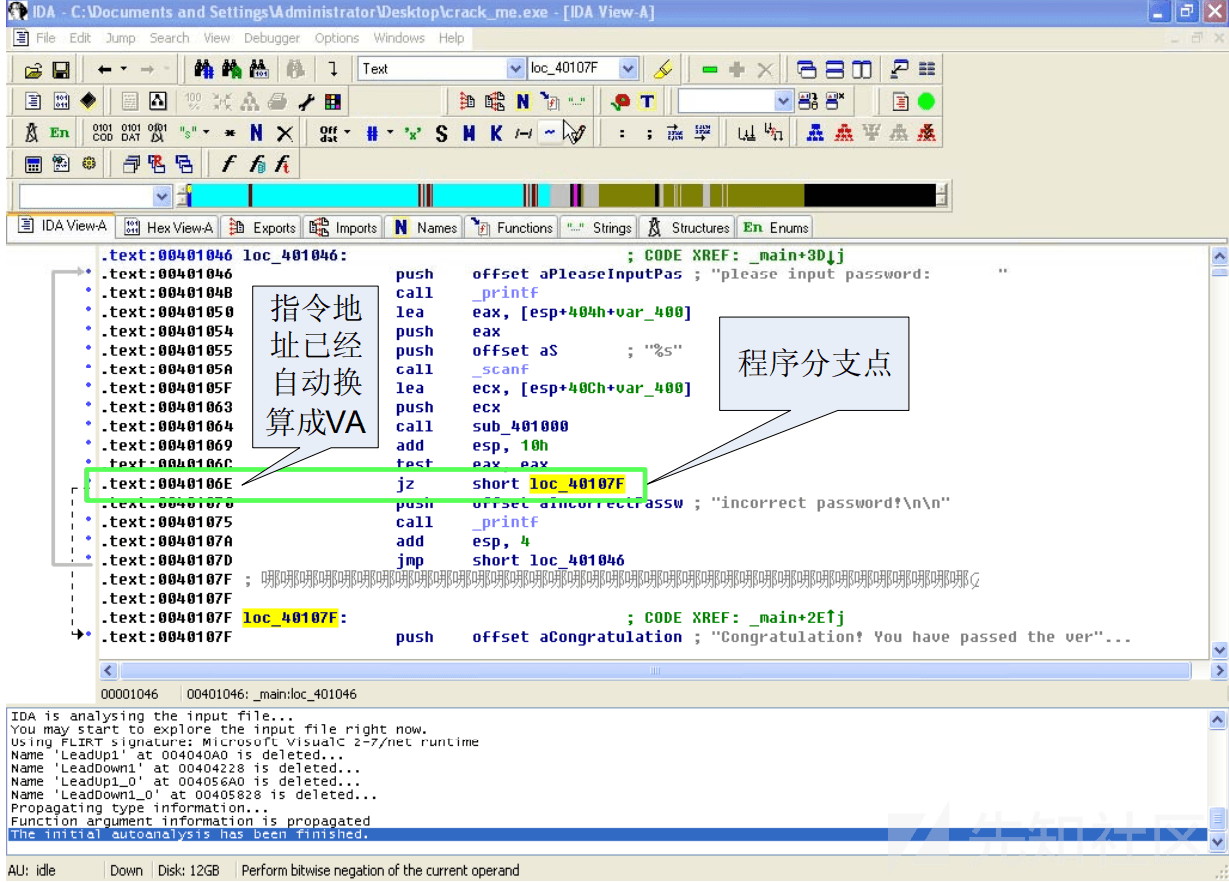 IDA - C:\Documents and Settings\Administrator\Desktop\crack_me.exe - [IDA View-A]
File Edit Jump Search View Debugger Options Windows Help
Text loc_40107F
IDA View-A Hex View-A Exports Imports N Names Functions Strings Structures En Enums
.text:00401046 loc_401046: ; CODE XREF: _main+3D↓j
.text:00401046 push offset aPleaseInputPas ; "please input password: "
.text:0040104B call _printf
.text:00401050 lea eax, [esp+404h+var_400]
.text:00401054 push eax
.text:00401055 push offset aS ; "%s"
.text:0040105A call _scanf
.text:0040105F lea ecx, [esp+40Ch+var_400]
.text:00401063 push ecx
.text:00401064 call sub_401000
.text:00401069 add esp, 10h
.text:0040106C test eax, eax
.text:0040106E jz short loc_40107F
.text:00401070 push offset aIncorrectPassw ; "incorrect password!\n\n"
.text:00401075 call _printf
.text:0040107A add esp, 4
.text:0040107D jmp short loc_401046
.text:0040107F ;
.text:0040107F
.text:0040107F loc_40107F: ; CODE XREF: _main+2E↑j
.text:0040107F push offset aCongratulation ; "Congratulation! You have passed the ver"...
指令地
址已经
自动换
算成VA
程序分支点
00001046 00401046: _main:loc_401046
IDA is analysing the input file...
You may start to explore the input file right now.
Using FLIRT signature: Microsoft VisualC 2-7/net runtime
Name 'LeadUp1' at 004040A0 is deleted...
Name 'LeadDown1' at 00404228 is deleted...
Name 'LeadUp1_0' at 004056A0 is deleted...
Name 'LeadDown1_0' at 00405828 is deleted...
Propagating type information...
Function argument information is propagated
The initial autoanalysis has been finished.
先知社区
AU: idle Down Disk: 12GB Perform bitwise negation of the current operand